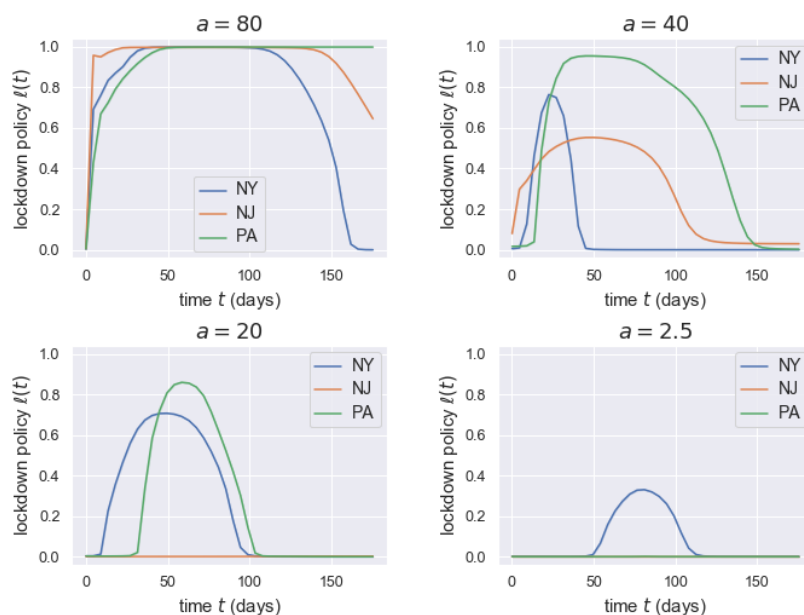 a = 80
lockdown policy ℓ(t)
1.0
0.8
0.6
0.4
0.2
0.0
NY
NJ
PA
0
50
100
150
time t (days)
a = 40
lockdown policy ℓ(t)
1.0
0.8
0.6
0.4
0.2
0.0
NY
NJ
PA
0
50
100
150
time t (days)
a = 20
lockdown policy ℓ(t)
1.0
0.8
0.6
0.4
0.2
0.0
NY
NJ
PA
0
50
100
150
time t (days)
a = 2.5
lockdown policy ℓ(t)
1.0
0.8
0.6
0.4
0.2
0.0
NY
NJ
PA
0
50
100
150
time t (days)